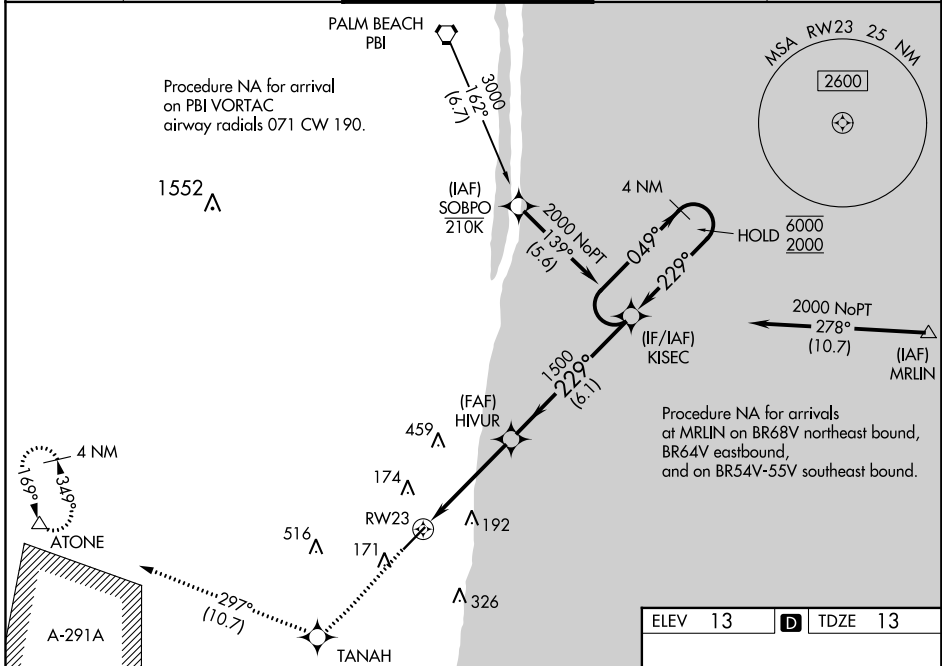 PALM BEACH
PBI
MSA RW23 25 NM
2600
Procedure NA for arrival
on PBI VORTAC
airway radials 071 CW 190.
3000
162°
(6.7)
1552
(IAF)
SOBPO
210K
2000 NoPT
139°
(5.6)
4 NM
049°
229°
HOLD 6000
2000
2000 NoPT
278°
(10.7)
(IAF)
MRLIN
(IF/IAF)
KISEC
1500
229°
(6.1)
(FAF)
HIVUR
Procedure NA for arrivals
at MRLIN on BR68V northeast bound,
BR64V eastbound,
and on BR54V-55V southeast bound.
459
174
RW23
192
516
171
326
4 NM
169°
349°
ATONE
A-291A
297°
(10.7)
TANAH
ELEV 13 D TDZE 13